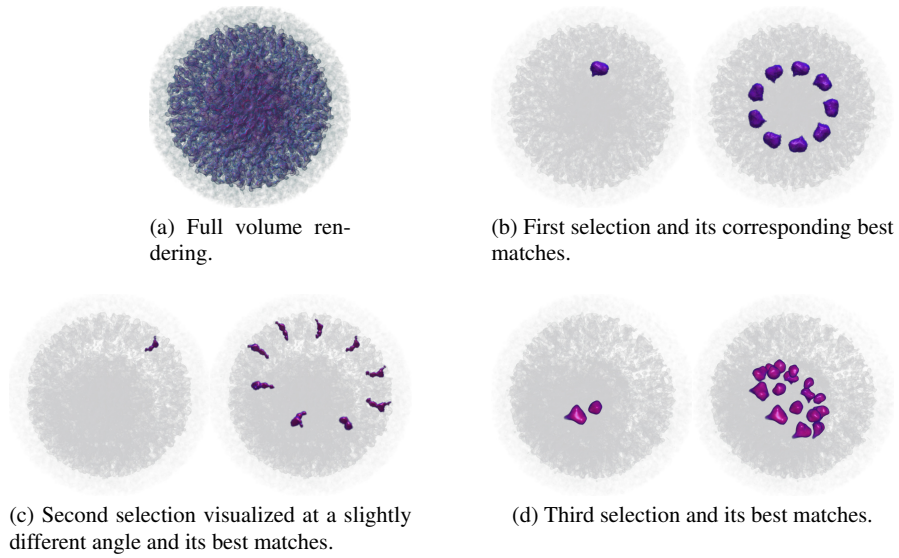 (a) Full volume ren-
dering.
(b) First selection and its corresponding best
matches.
(c) Second selection visualized at a slightly
different angle and its best matches.
(d) Third selection and its best matches.